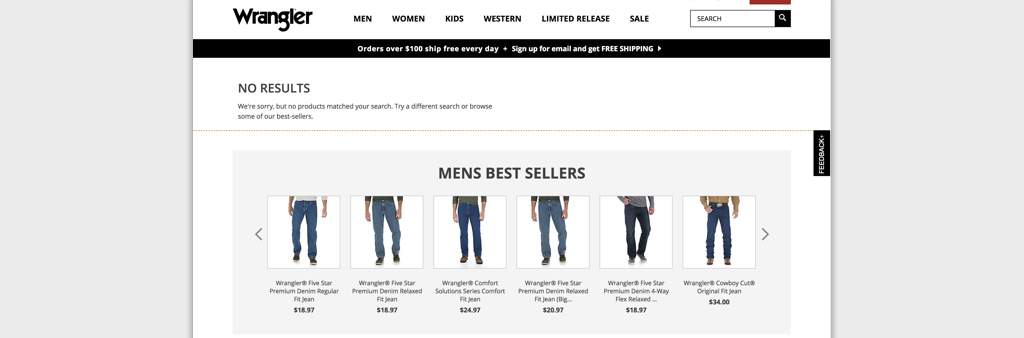 Wrangler
MEN WOMEN KIDS WESTERN LIMITED RELEASE SALE
SEARCH
Orders over $100 ship free every day + Sign up for email and get FREE SHIPPING
NO RESULTS
We're sorry, but no products matched your search. Try a different search or browse
some of our best-sellers.
FEEDBACK+
MENS BEST SELLERS
Wrangler® Five Star
Premium Denim Regular
Fit Jean
$18.97
Wrangler® Five Star
Premium Denim Relaxed
Fit Jean
$18.97
Wrangler® Comfort
Solutions Series Comfort
Fit Jean
$24.97
Wrangler® Five Star
Premium Denim Relaxed
Fit Jean (Big...
$20.97
Wrangler® Five Star
Premium Denim 4-Way
Flex Relaxed ...
$18.97
Wrangler® Cowboy Cut®
Original Fit Jean
$34.00